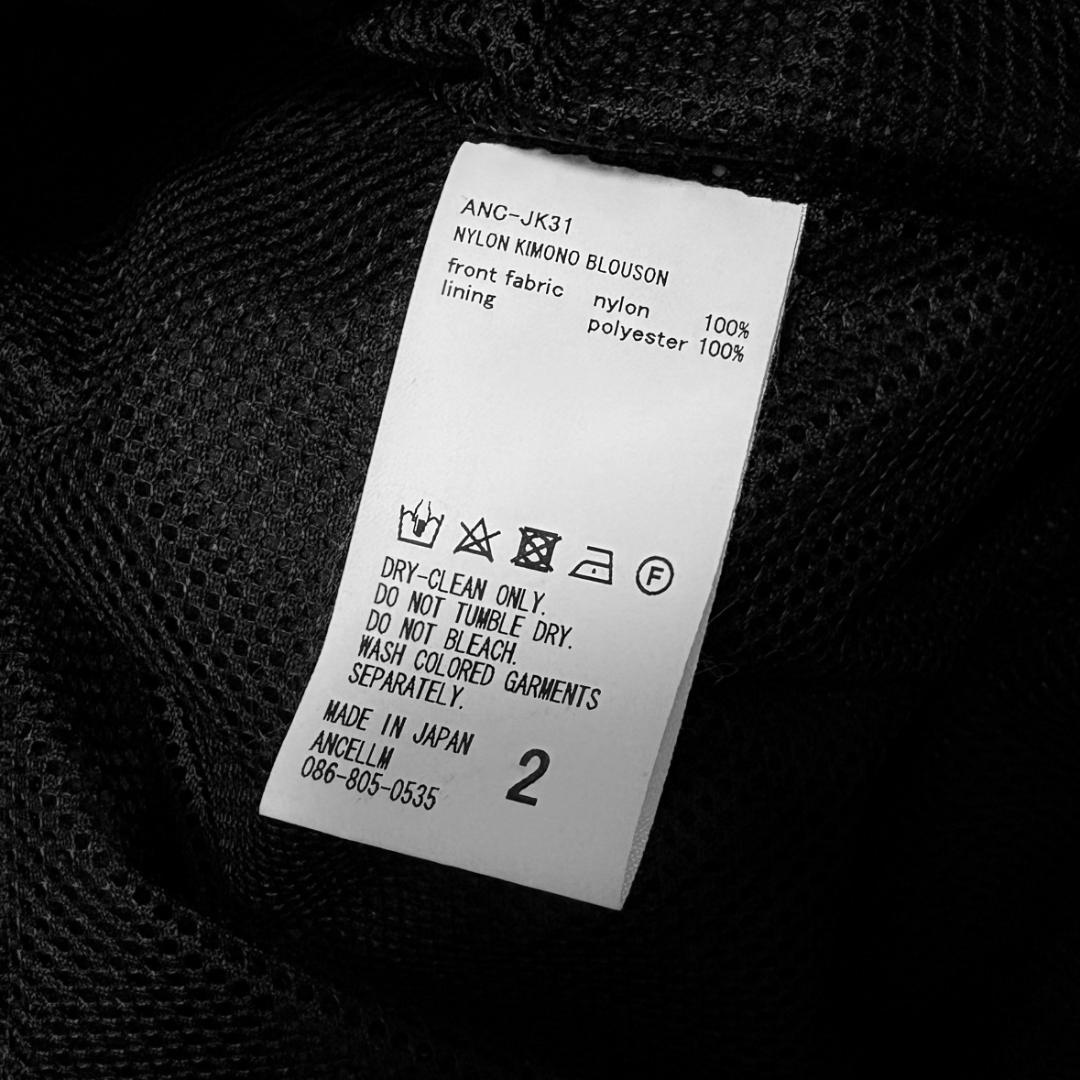 ANC-JK31
NYLON KIMONO BLOUSON
front fabric nylon 100%
lining polyester 100%
F
DRY-CLEAN ONLY.
DO NOT TUMBLE DRY.
DO NOT BLEACH.
WASH COLORED GARMENTS
SEPARATELY.
MADE IN JAPAN
ANCELLM
086-805-0535
2